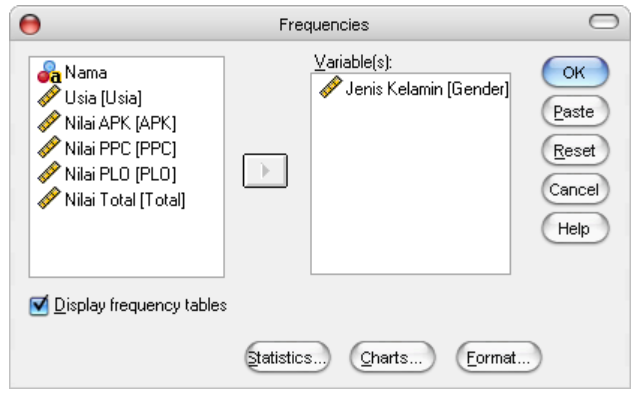 Frequencies
Nama
Usia [Usia]
Nilai APK [APK]
Nilai PPC [PPC]
Nilai PLO [PLO]
Nilai Total [Total]
Variable(s):
Jenis Kelamin [Gender]
OK
Paste
Reset
Cancel
Help
Display frequency tables
Statistics...
Charts...
Format...